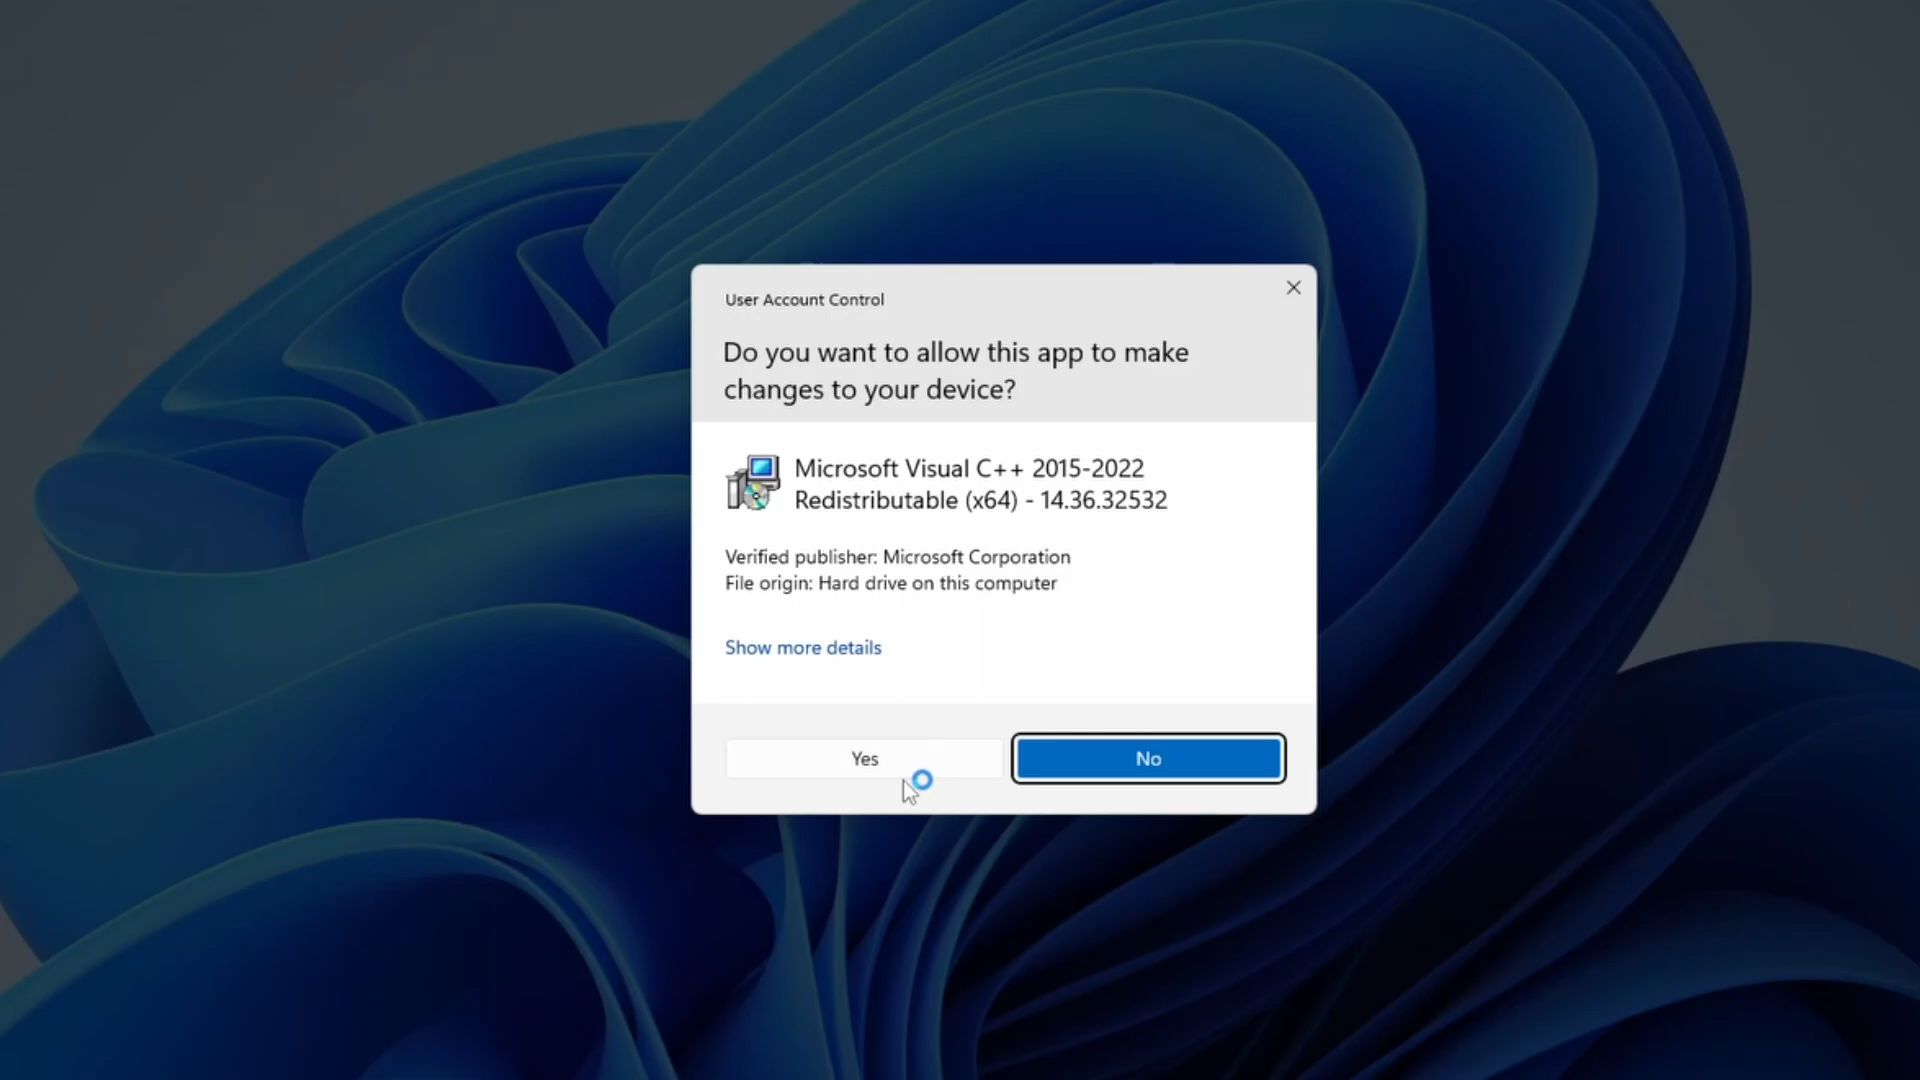 User Account Control
Do you want to allow this app to make
changes to your device?
Microsoft Visual C++ 2015-2022
Redistributable (x64) - 14.36.32532
Verified publisher: Microsoft Corporation
File origin: Hard drive on this computer
Show more details
Yes
No